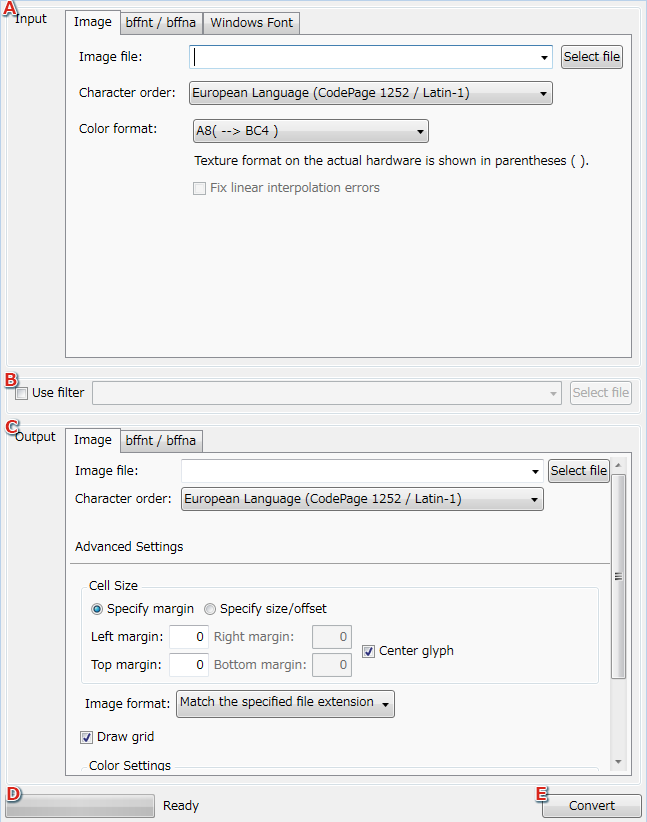 A
Input
Image bffnt / bffna Windows Font
Image file: Select file
Character order: European Language (CodePage 1252 / Latin-1)
Color format: A8( --> BC4 )
Texture format on the actual hardware is shown in parentheses ( ).
Fix linear interpolation errors
B
Use filter Select file
C
Output
Image bffnt / bffna
Image file: Select file
Character order: European Language (CodePage 1252 / Latin-1)
Advanced Settings
Cell Size
Specify margin Specify size/offset
Left margin: 0 Right margin: 0
Center glyph
Top margin: 0 Bottom margin: 0
Image format: Match the specified file extension
Draw grid
Color Settings
D
Ready
E
Convert